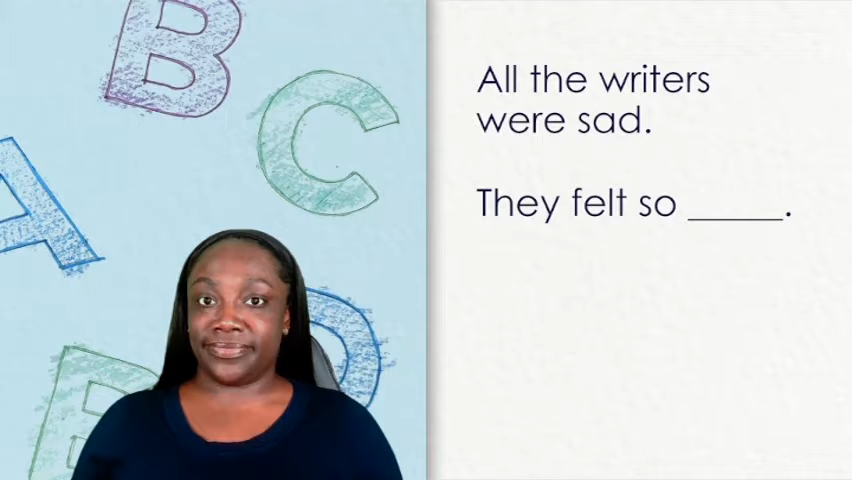 B
C
A
D
E
All the writers
were sad.
They felt so _____.